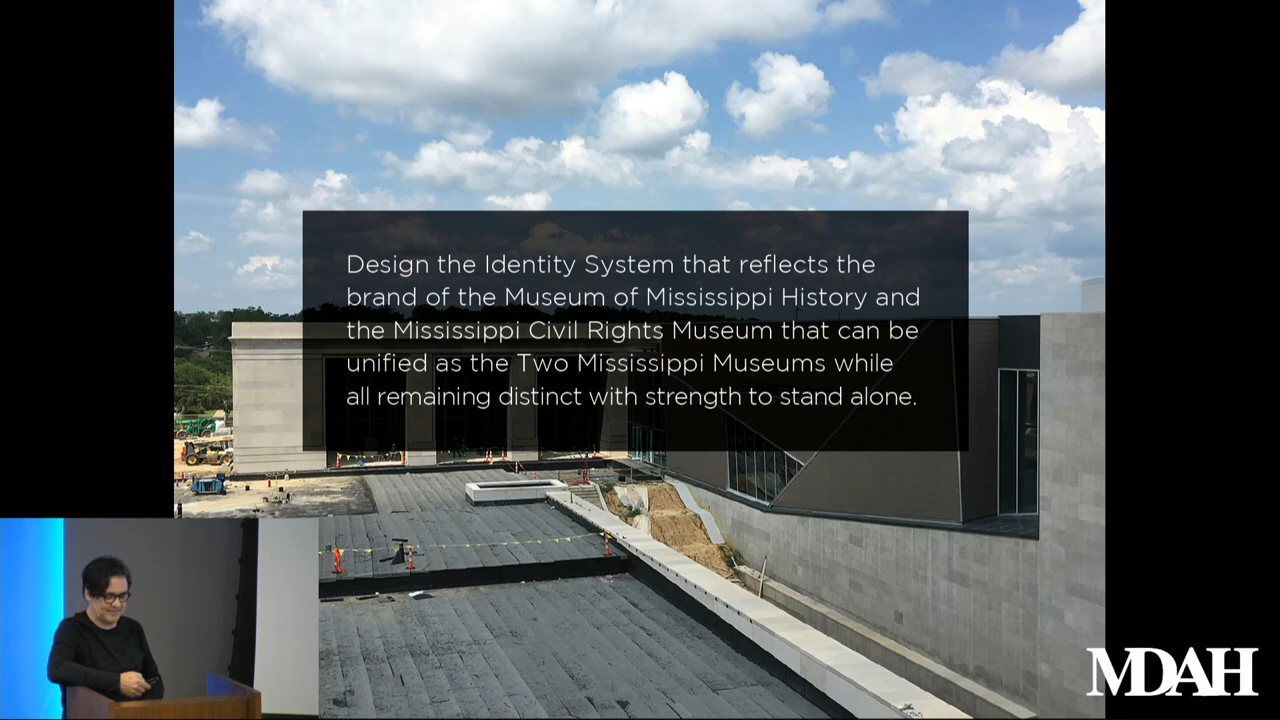 Design the Identity System that reflects the
brand of the Museum of Mississippi History and
the Mississippi Civil Rights Museum that can be
unified as the Two Mississippi Museums while
all remaining distinct with strength to stand alone.
MDAH